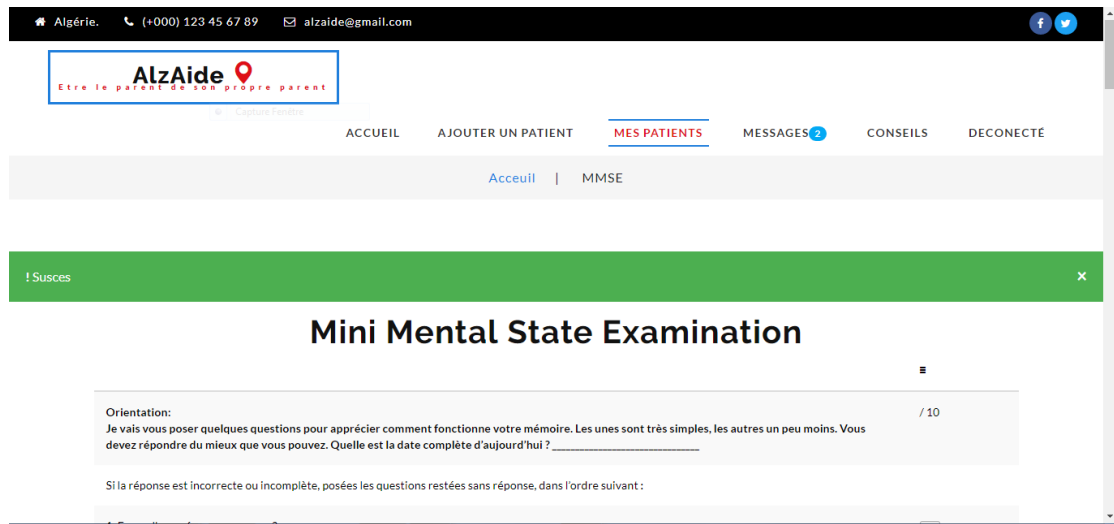 Algérie. (+000) 123 45 67 89 alzaide@gmail.com
AlzAide
Etre le parent de son propre parent
Capture Fenêtre
ACCUEIL AJOUTER UN PATIENT MES PATIENTS MESSAGES 2 CONSEILS DECONECTÉ
Acceuil | MMSE
! Susces ×
Mini Mental State Examination
Orientation: / 10
Je vais vous poser quelques questions pour apprécier comment fonctionne votre mémoire. Les unes sont très simples, les autres un peu moins. Vous
devez répondre du mieux que vous pouvez. Quelle est la date complète d'aujourd'hui ? ______________________________
Si la réponse est incorrecte ou incomplète, posées les questions restées sans réponse, dans l'ordre suivant :